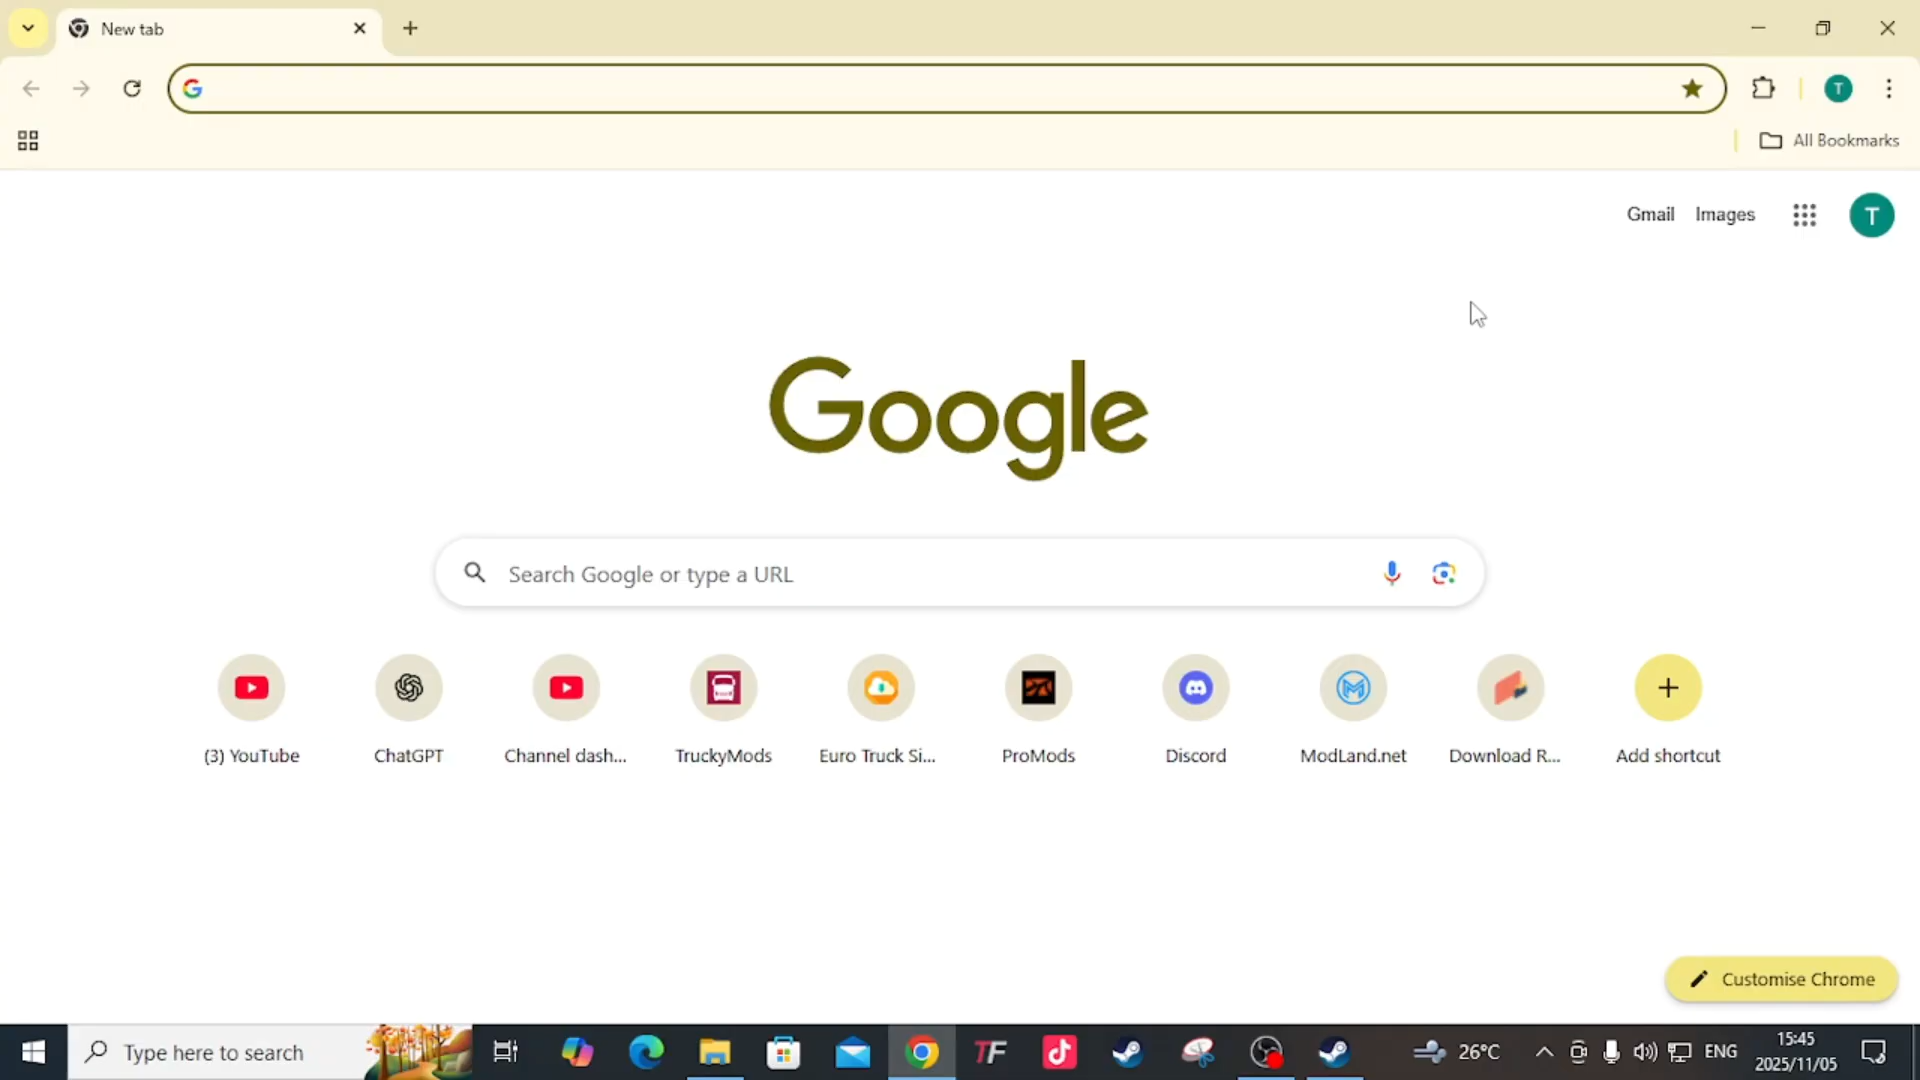 New tab
All Bookmarks
Gmail Images
T
T
Google
Search Google or type a URL
(3) YouTube ChatGPT Channel dash... TruckyMods Euro Truck Si... ProMods Discord ModLand.net Download R... Add shortcut
Customise Chrome
Type here to search
TF
26°C
ENG
15:45
2025/11/05